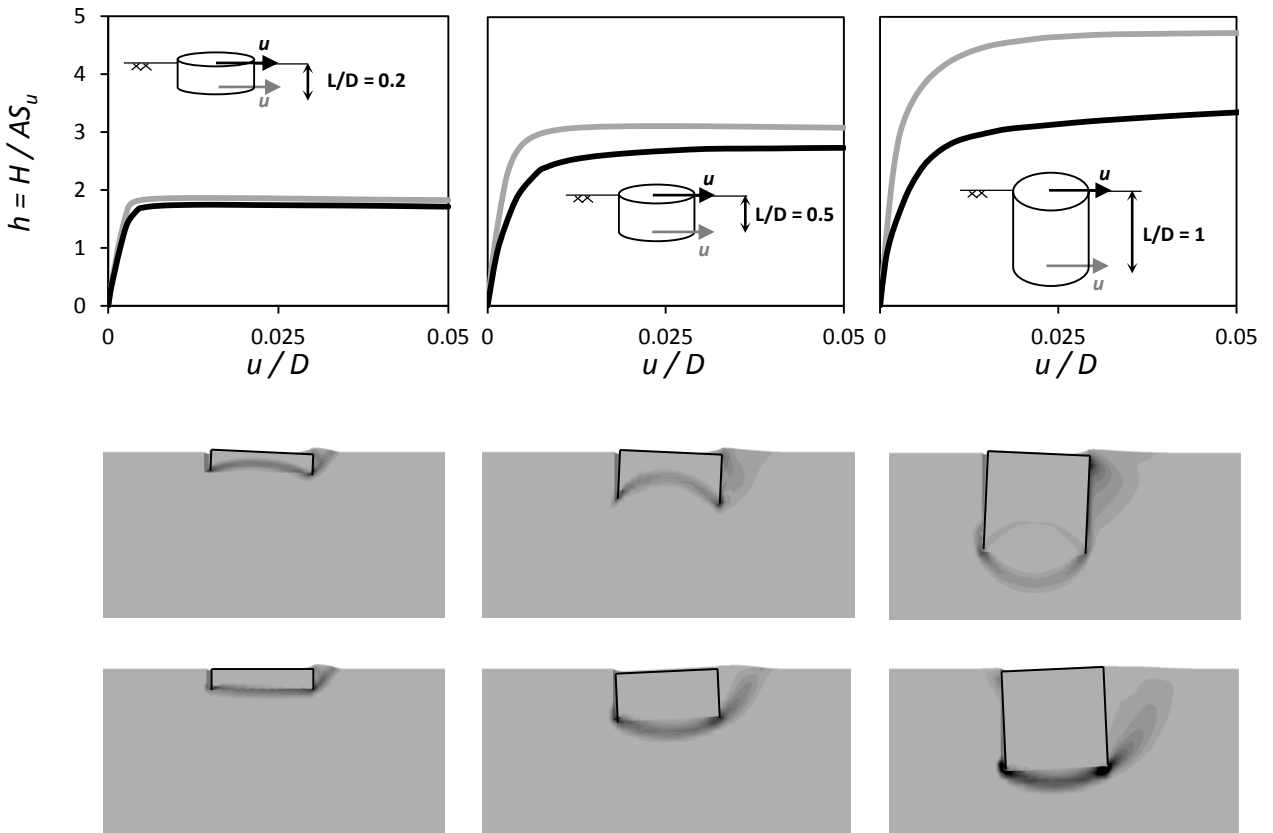 h = H / ASu
5
4
3
2
1
0
u
L/D = 0.2
u
0
0.025
0.05
u / D
u
L/D = 0.5
u
0
0.025
0.05
u / D
u
L/D = 1
u
0
0.025
0.05
u / D